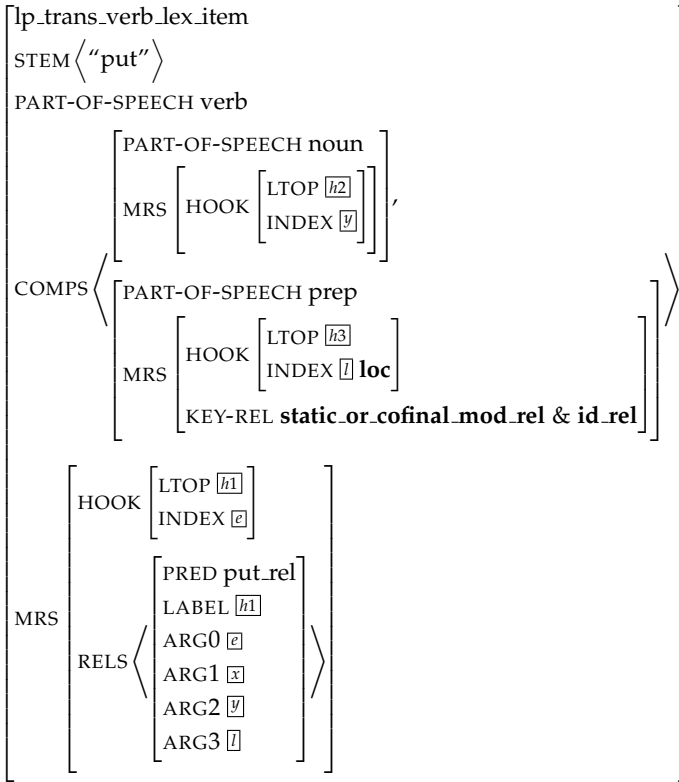 lp_trans_verb_lex_item
STEM ⟨“put”⟩
PART-OF-SPEECH verb
PART-OF-SPEECH noun
LTOP h2
MRS HOOK
INDEX y
,
COMPS
PART-OF-SPEECH prep
LTOP h3
HOOK
INDEX l loc
MRS
KEY-REL static_or_cofinal_mod_rel & id_rel
LTOP h1
HOOK
INDEX e
PRED put_rel
LABEL h1
ARG0 e
MRS
RELS
ARG1 x
ARG2 y
ARG3 l